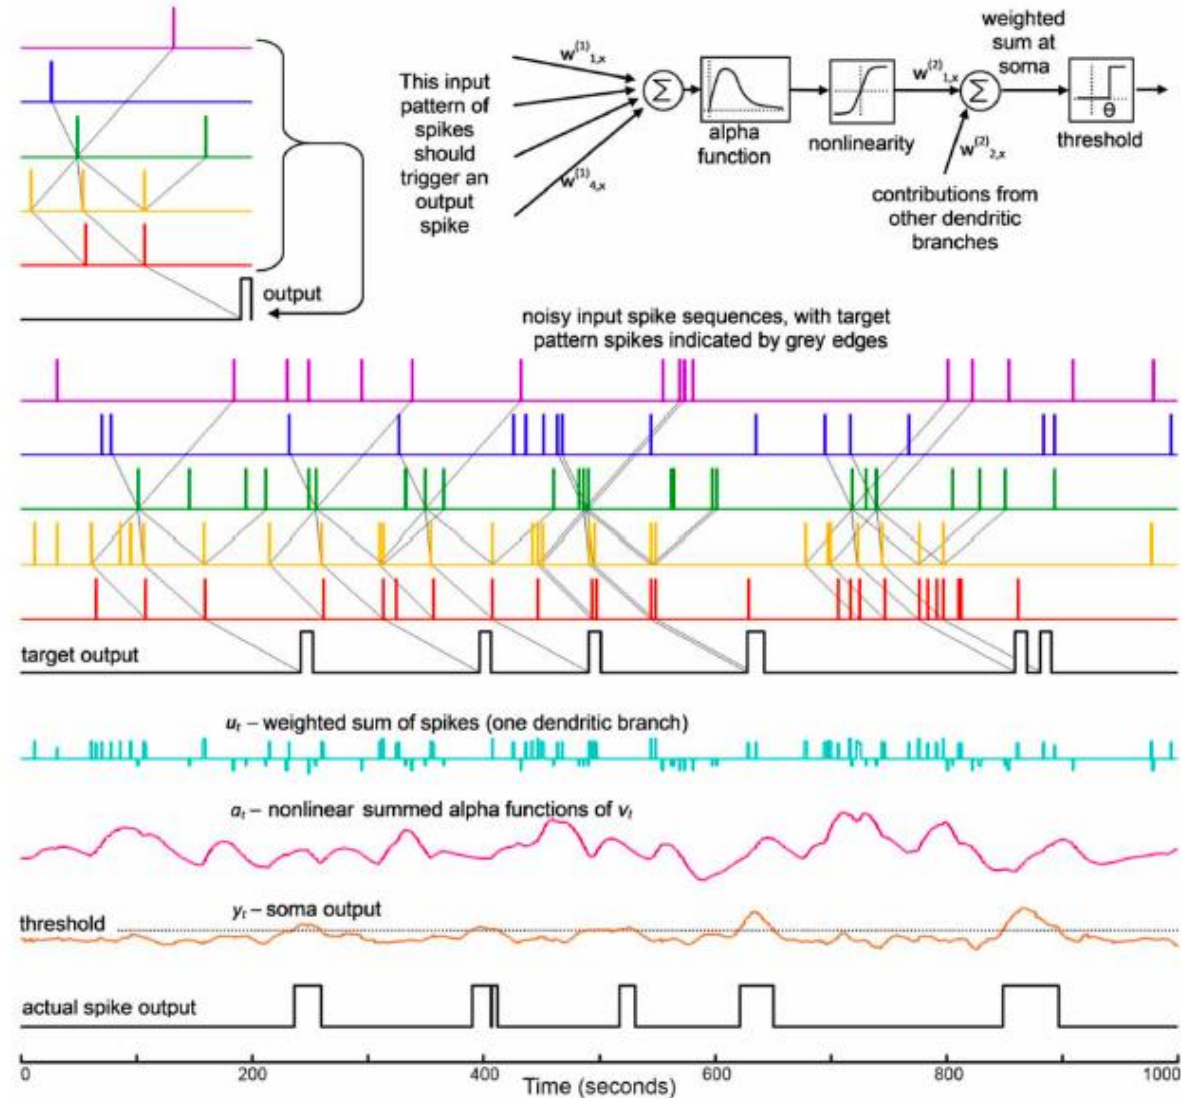 This input
pattern of
spikes
should
trigger an
output
spike
w(1)1,x
w(1)4,x
Σ
alpha
function
nonlinearity
w(2)1,x
Σ
w(2)2,x
weighted
sum at
soma
θ
threshold
contributions from
other dendritic
branches
output
noisy input spike sequences, with target
pattern spikes indicated by grey edges
target output
ut – weighted sum of spikes (one dendritic branch)
at – nonlinear summed alpha functions of vt
threshold
yt – soma output
actual spike output
0 200 400 600 800 1000
Time (seconds)